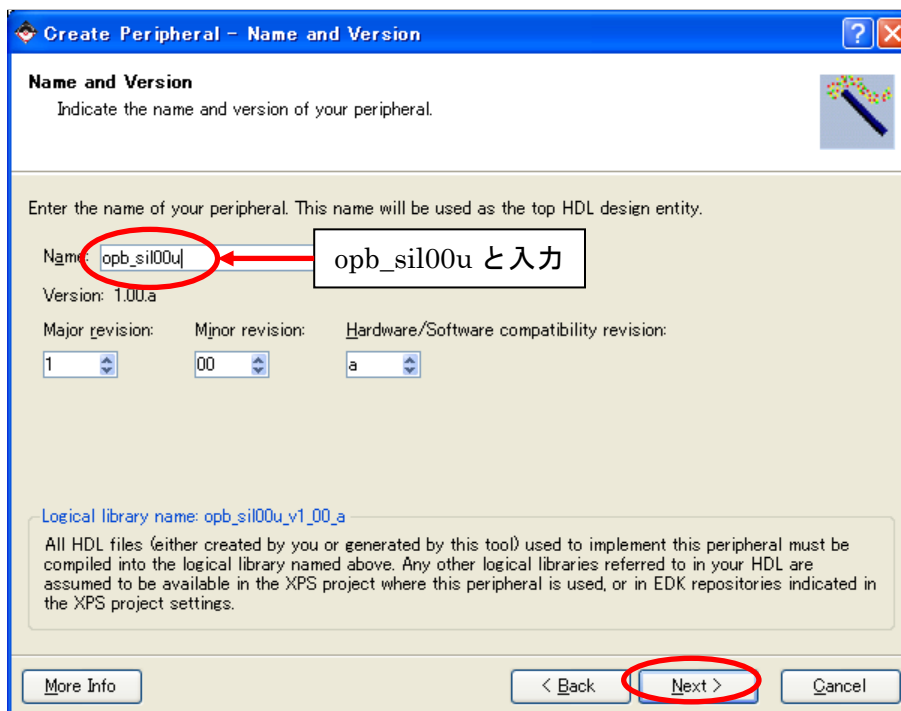 Create Peripheral - Name and Version
Name and Version
Indicate the name and version of your peripheral.
Enter the name of your peripheral. This name will be used as the top HDL design entity.
Name: opb_sil00u
opb_sil00u と入力
Version: 1.00.a
Major revision: Minor revision: Hardware/Software compatibility revision:
1 00 a
Logical library name: opb_sil00u_v1_00_a
All HDL files (either created by you or generated by this tool) used to implement this peripheral must be
compiled into the logical library named above. Any other logical libraries referred to in your HDL are
assumed to be available in the XPS project where this peripheral is used, or in EDK repositories indicated in
the XPS project settings.
More Info < Back Next > Cancel